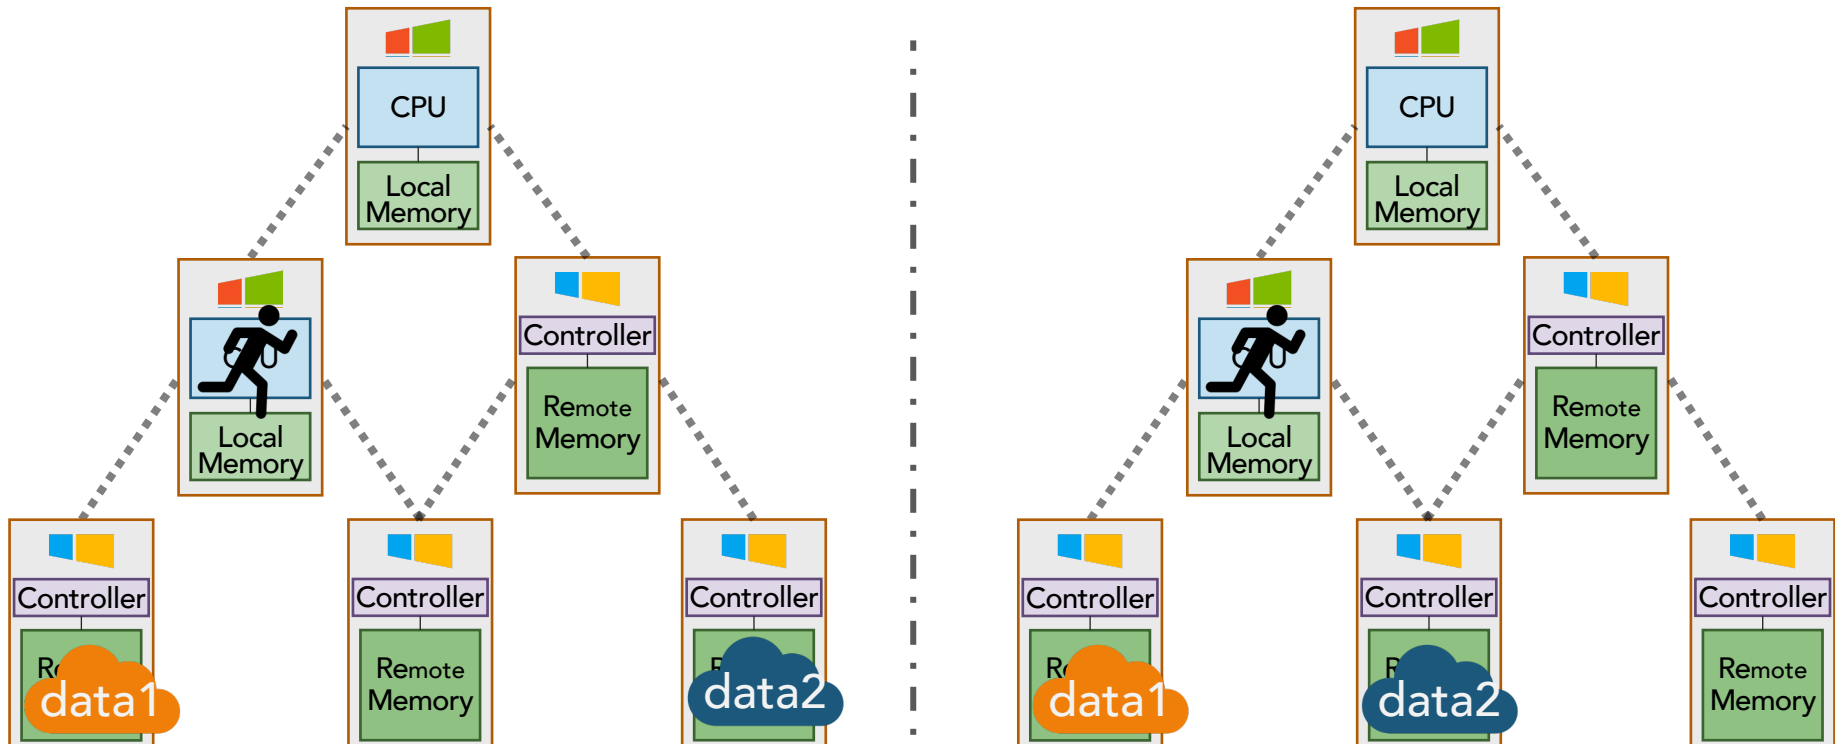 CPU
Local
Memory
Controller
Remote
Memory
Local
Memory
Controller
Controller
Remote
Memory
Controller
data1
data2
CPU
Local
Memory
Controller
Remote
Memory
Local
Memory
Controller
Controller
Controller
Remote
Memory
data1
data2